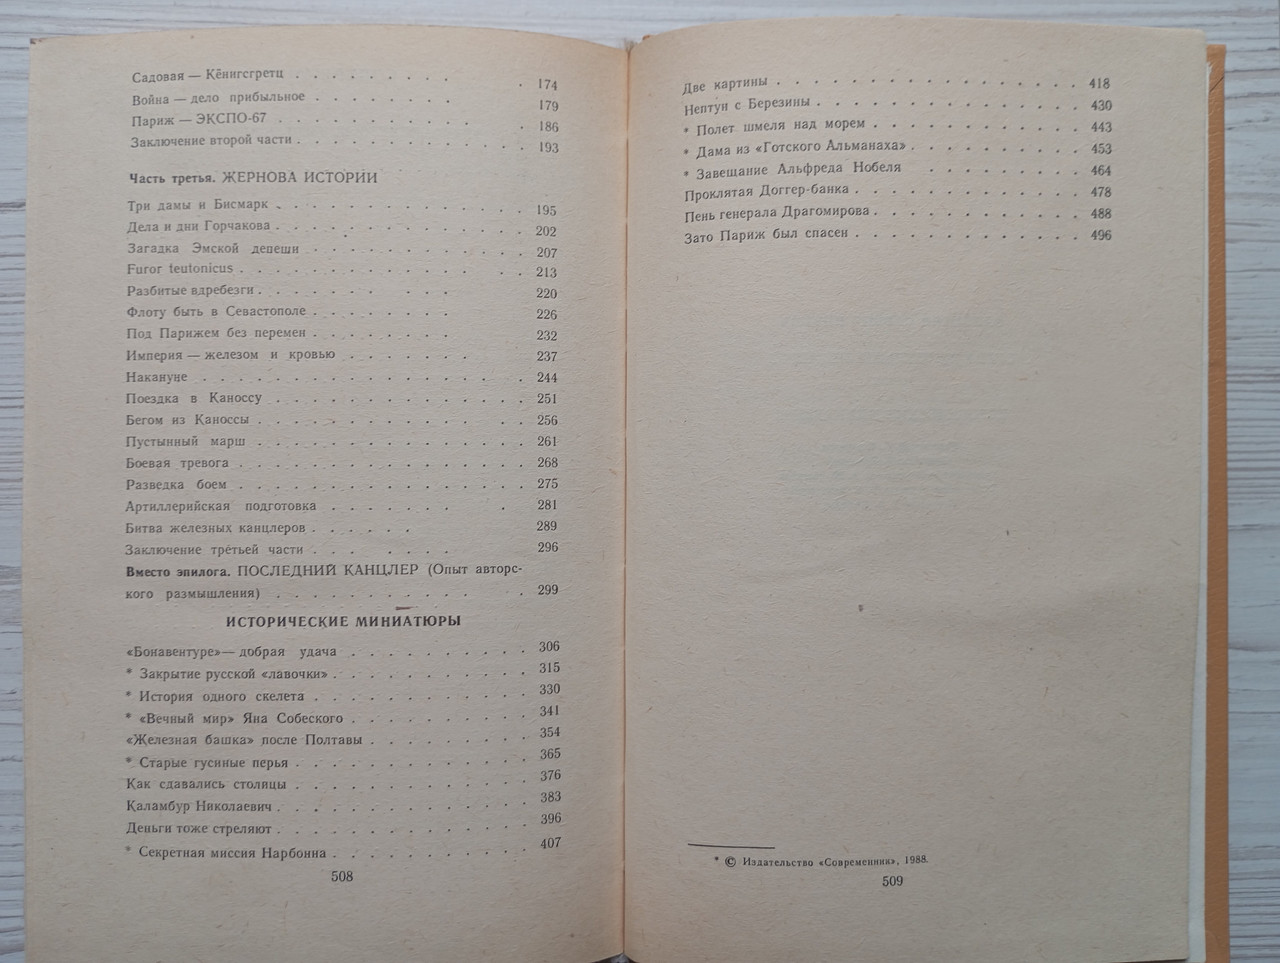 Садовая — Кёнигсгретц . . . . . . . . . 174
Война — дело прибыльное . . . . . . . . 179
Париж — ЭКСПО-67 . . . . . . . . . . . 186
Заключение второй части . . . . . . . . . . . . 193
Часть третья. ЖЕРНОВА ИСТОРИИ
Три дамы и Бисмарк . . . . . . . . . . . . . 195
Дела и дни Горчакова . . . . . . . . . . . . . 202
Загадка Эмской депеши . . . . . . . . . . . . 207
Furor teutonicus . . . . . . . . . . . . 213
Разбитые вдребезги . . . . . . . . . 220
Флоту быть в Севастополе . . . . . . . . 226
Под Парижем без перемен . . . . . . . . 232
Империя — железом и кровью . . . . . . . 237
Накануне . . . . . . . . . . . . . . . . 244
Поездка в Каноссу . . . . . . . . . . . . . . 251
Бегом из Каноссы . . . . . . . . . . . . . 256
Пустынный марш . . . . . . . . . . . . . . . 261
Боевая тревога . . . . . . . . . . . . . . . . 268
Разведка боем . . . . . . . . . . . . . . . . 275
Артиллерийская подготовка . . . . . . . . 281
Битва железных канцлеров . . . . . . 289
Заключение третьей части . . . . . . . 296
Вместо эпилога. ПОСЛЕДНИЙ КАНЦЛЕР (Опыт авторс-
кого размышления) . . . . . . . . . . . 299
ИСТОРИЧЕСКИЕ МИНИАТЮРЫ
«Бонавентуре» — добрая удача . . . . . . . . . . 306
* Закрытие русской «лавочки» . . . . . . . . . . . 315
* История одного скелета . . . . . . . . . . . . 330
* «Вечный мир» Яна Собеского . . . . . . . . . . 341
«Железная башка» после Полтавы . . . . . . . . . 354
* Старые гусиные перья . . . . . . . . . . . . . 365
Как сдавались столицы . . . . . . . . . . . . . 376
Каламбур Николаевич . . . . . . . . . . . . . . 383
Деньги тоже стреляют . . . . . . . . . . . . . . 396
* Секретная миссия Нарбонна . . . . . . . . . . . 407
508
Две картины . . . . . . . . . . . . . . . . . 418
Нептун с Березины . . . . . . . . . . . . . . . 430
* Полет шмеля над морем . . . . . . . . . . . . 443
* Дама из «Готского Альманаха» . . . . . . . . . . 453
* Завещание Альфреда Нобеля . . . . . . . . . 464
Проклятая Доггер-банка . . . . . . . . . . . . . 478
Пень генерала Драгомирова . . . . . . . . . . . . 488
Зато Париж был спасен . . . . . . . . . . . . . 496
* © Издательство «Современник», 1988.
509